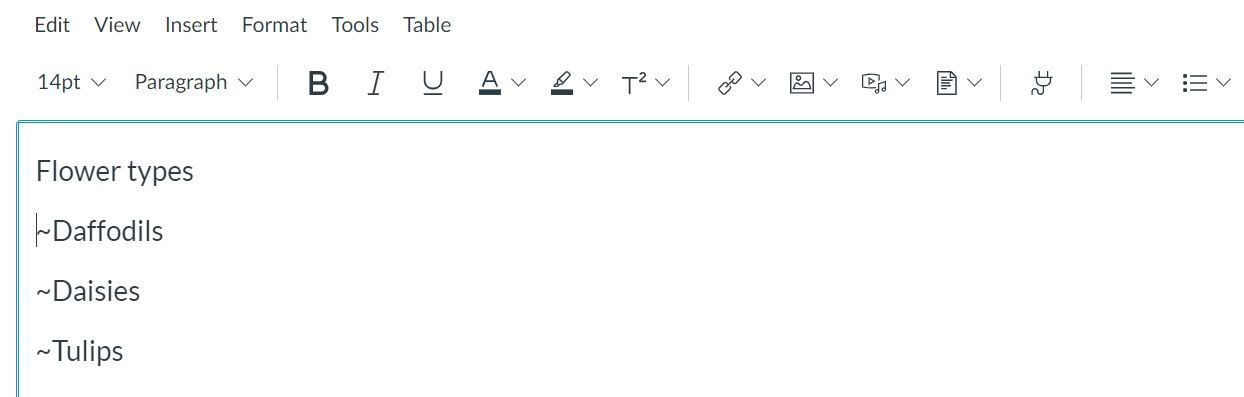 Edit View Insert Format Tools Table
14pt Paragraph B I U A T²
Flower types
~Daffodils
~Daisies
~Tulips